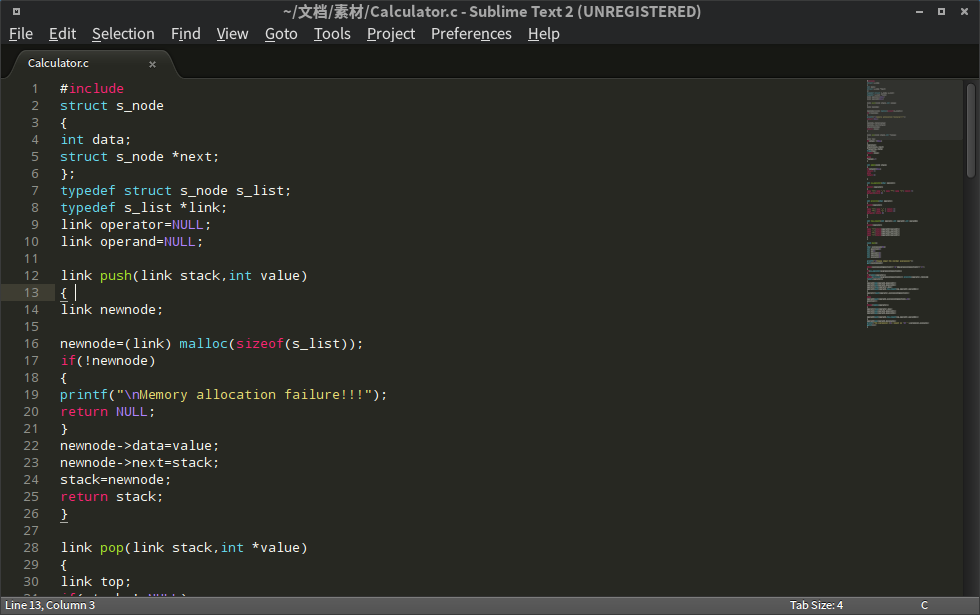 ~/文档/素材/Calculator.c - Sublime Text 2 (UNREGISTERED)
File Edit Selection Find View Goto Tools Project Preferences Help
Calculator.c ×
1 #include
2 struct s_node
3 {
4 int data;
5 struct s_node *next;
6 };
7 typedef struct s_node s_list;
8 typedef s_list *link;
9 link operator=NULL;
10 link operand=NULL;
11
12 link push(link stack,int value)
13 {
14 link newnode;
15
16 newnode=(link) malloc(sizeof(s_list));
17 if(!newnode)
18 {
19 printf("\nMemory allocation failure!!!");
20 return NULL;
21 }
22 newnode->data=value;
23 newnode->next=stack;
24 stack=newnode;
25 return stack;
26 }
27
28 link pop(link stack,int *value)
29 {
30 link top;
Line 13, Column 3 Tab Size: 4 C